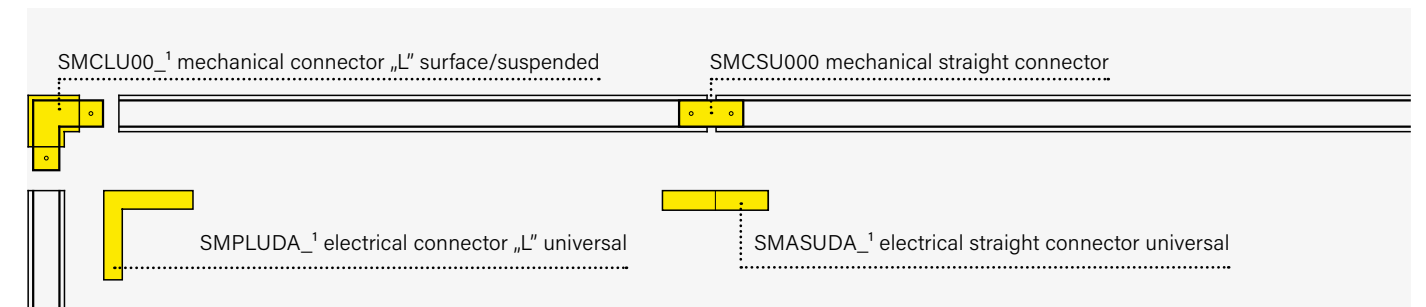 SMCLU00_¹ mechanical connector „L” surface/suspended
SMCSU000 mechanical straight connector
SMPLUDA_¹ electrical connector „L” universal
SMASUDA_¹ electrical straight connector universal